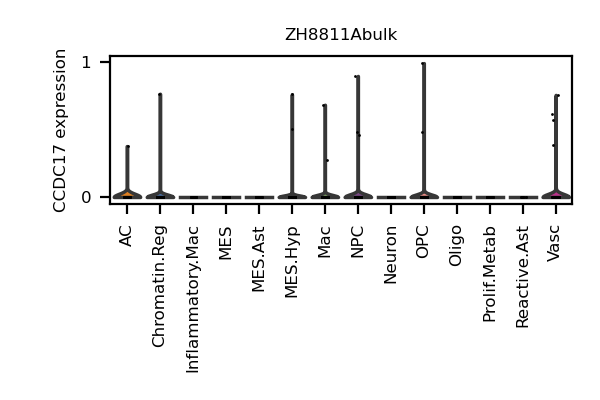 ZH8811Abulk
CCDC17 expression
1
0
AC
Chromatin.Reg
Inflammatory.Mac
MES
MES.Ast
MES.Hyp
Mac
NPC
Neuron
OPC
Oligo
Prolif.Metab
Reactive.Ast
Vasc